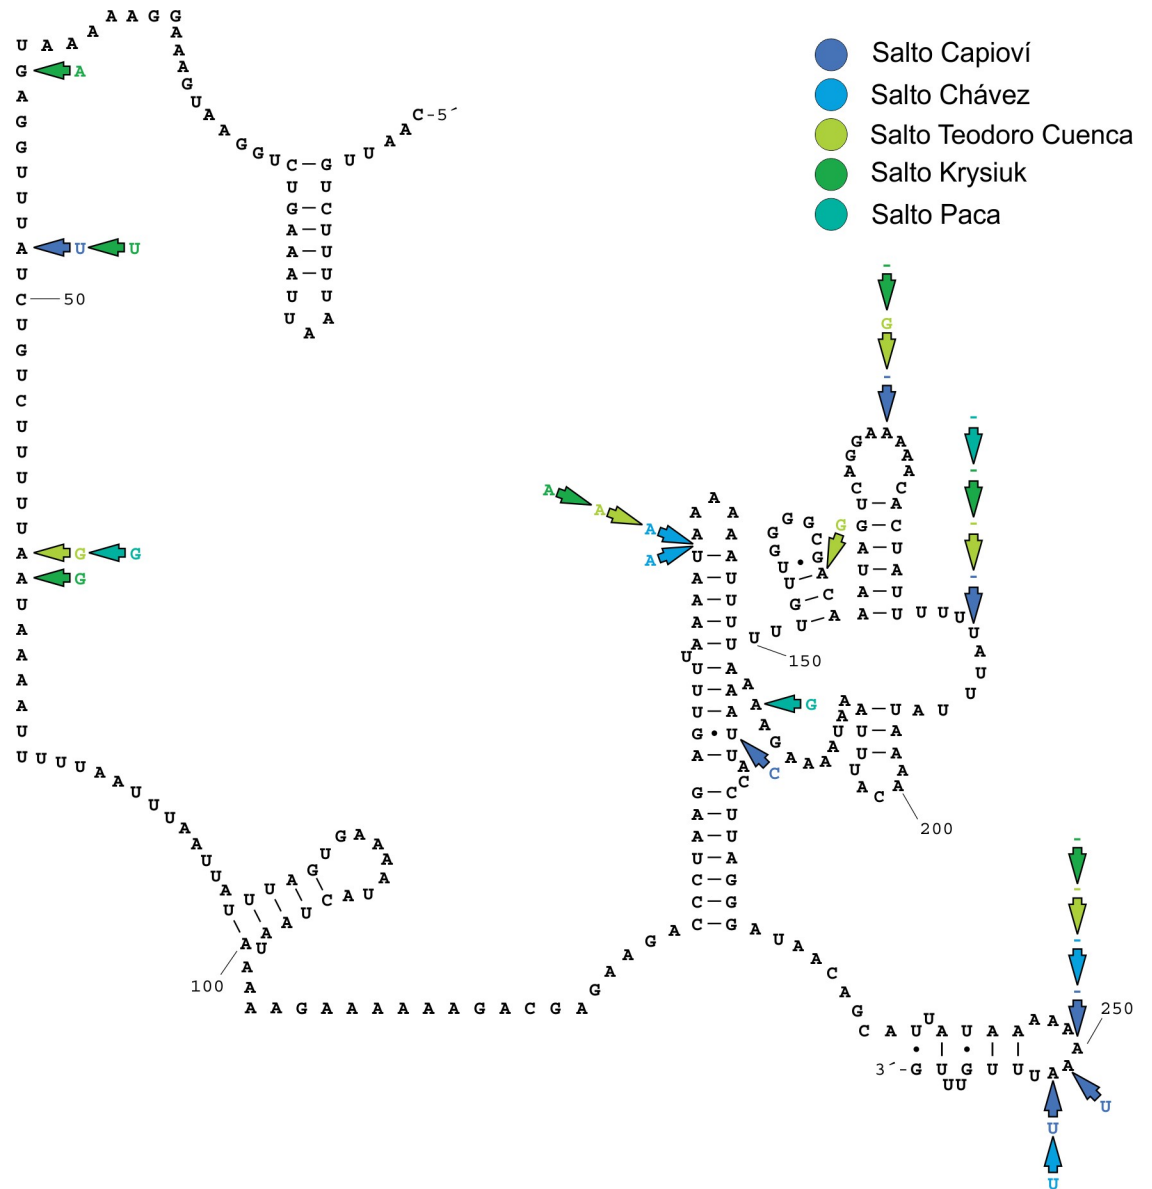 Salto Capioví
Salto Chávez
Salto Teodoro Cuenca
Salto Krysiuk
Salto Paca
C-5´
A A U U G
U C U U U U A
A
U U A A A G U C
U G G A A U G A A A G G A A A A A U
G A G G U U U A U C U G U C U U U U U A A U A A A A U U
A
U U
G G
G
50
U U U A A U U U A A U U A U
U U A G U G A A A A U A C U A A U
A A A A
100
A G A A A A A A G A C G A G A A G A C
C C U A A G
A G U U U U A A A A U A A A
A A U U U U A A A U U A C
A A A G
A A A A
G
C
U U U G U U G G G G C G A C A
150
G
A A U A G U C A G G A A A A A C A C U A U U
-
G
-
U U U U A U U U A U
-
-
-
-
A A A A C A U U U A A U A
A A A G A A A
200
C U U A G G G
A U A A C A G C A U U A U A A A A A A A A U U U G U U U G
3´-
250
-
-
-
-
U
U
U